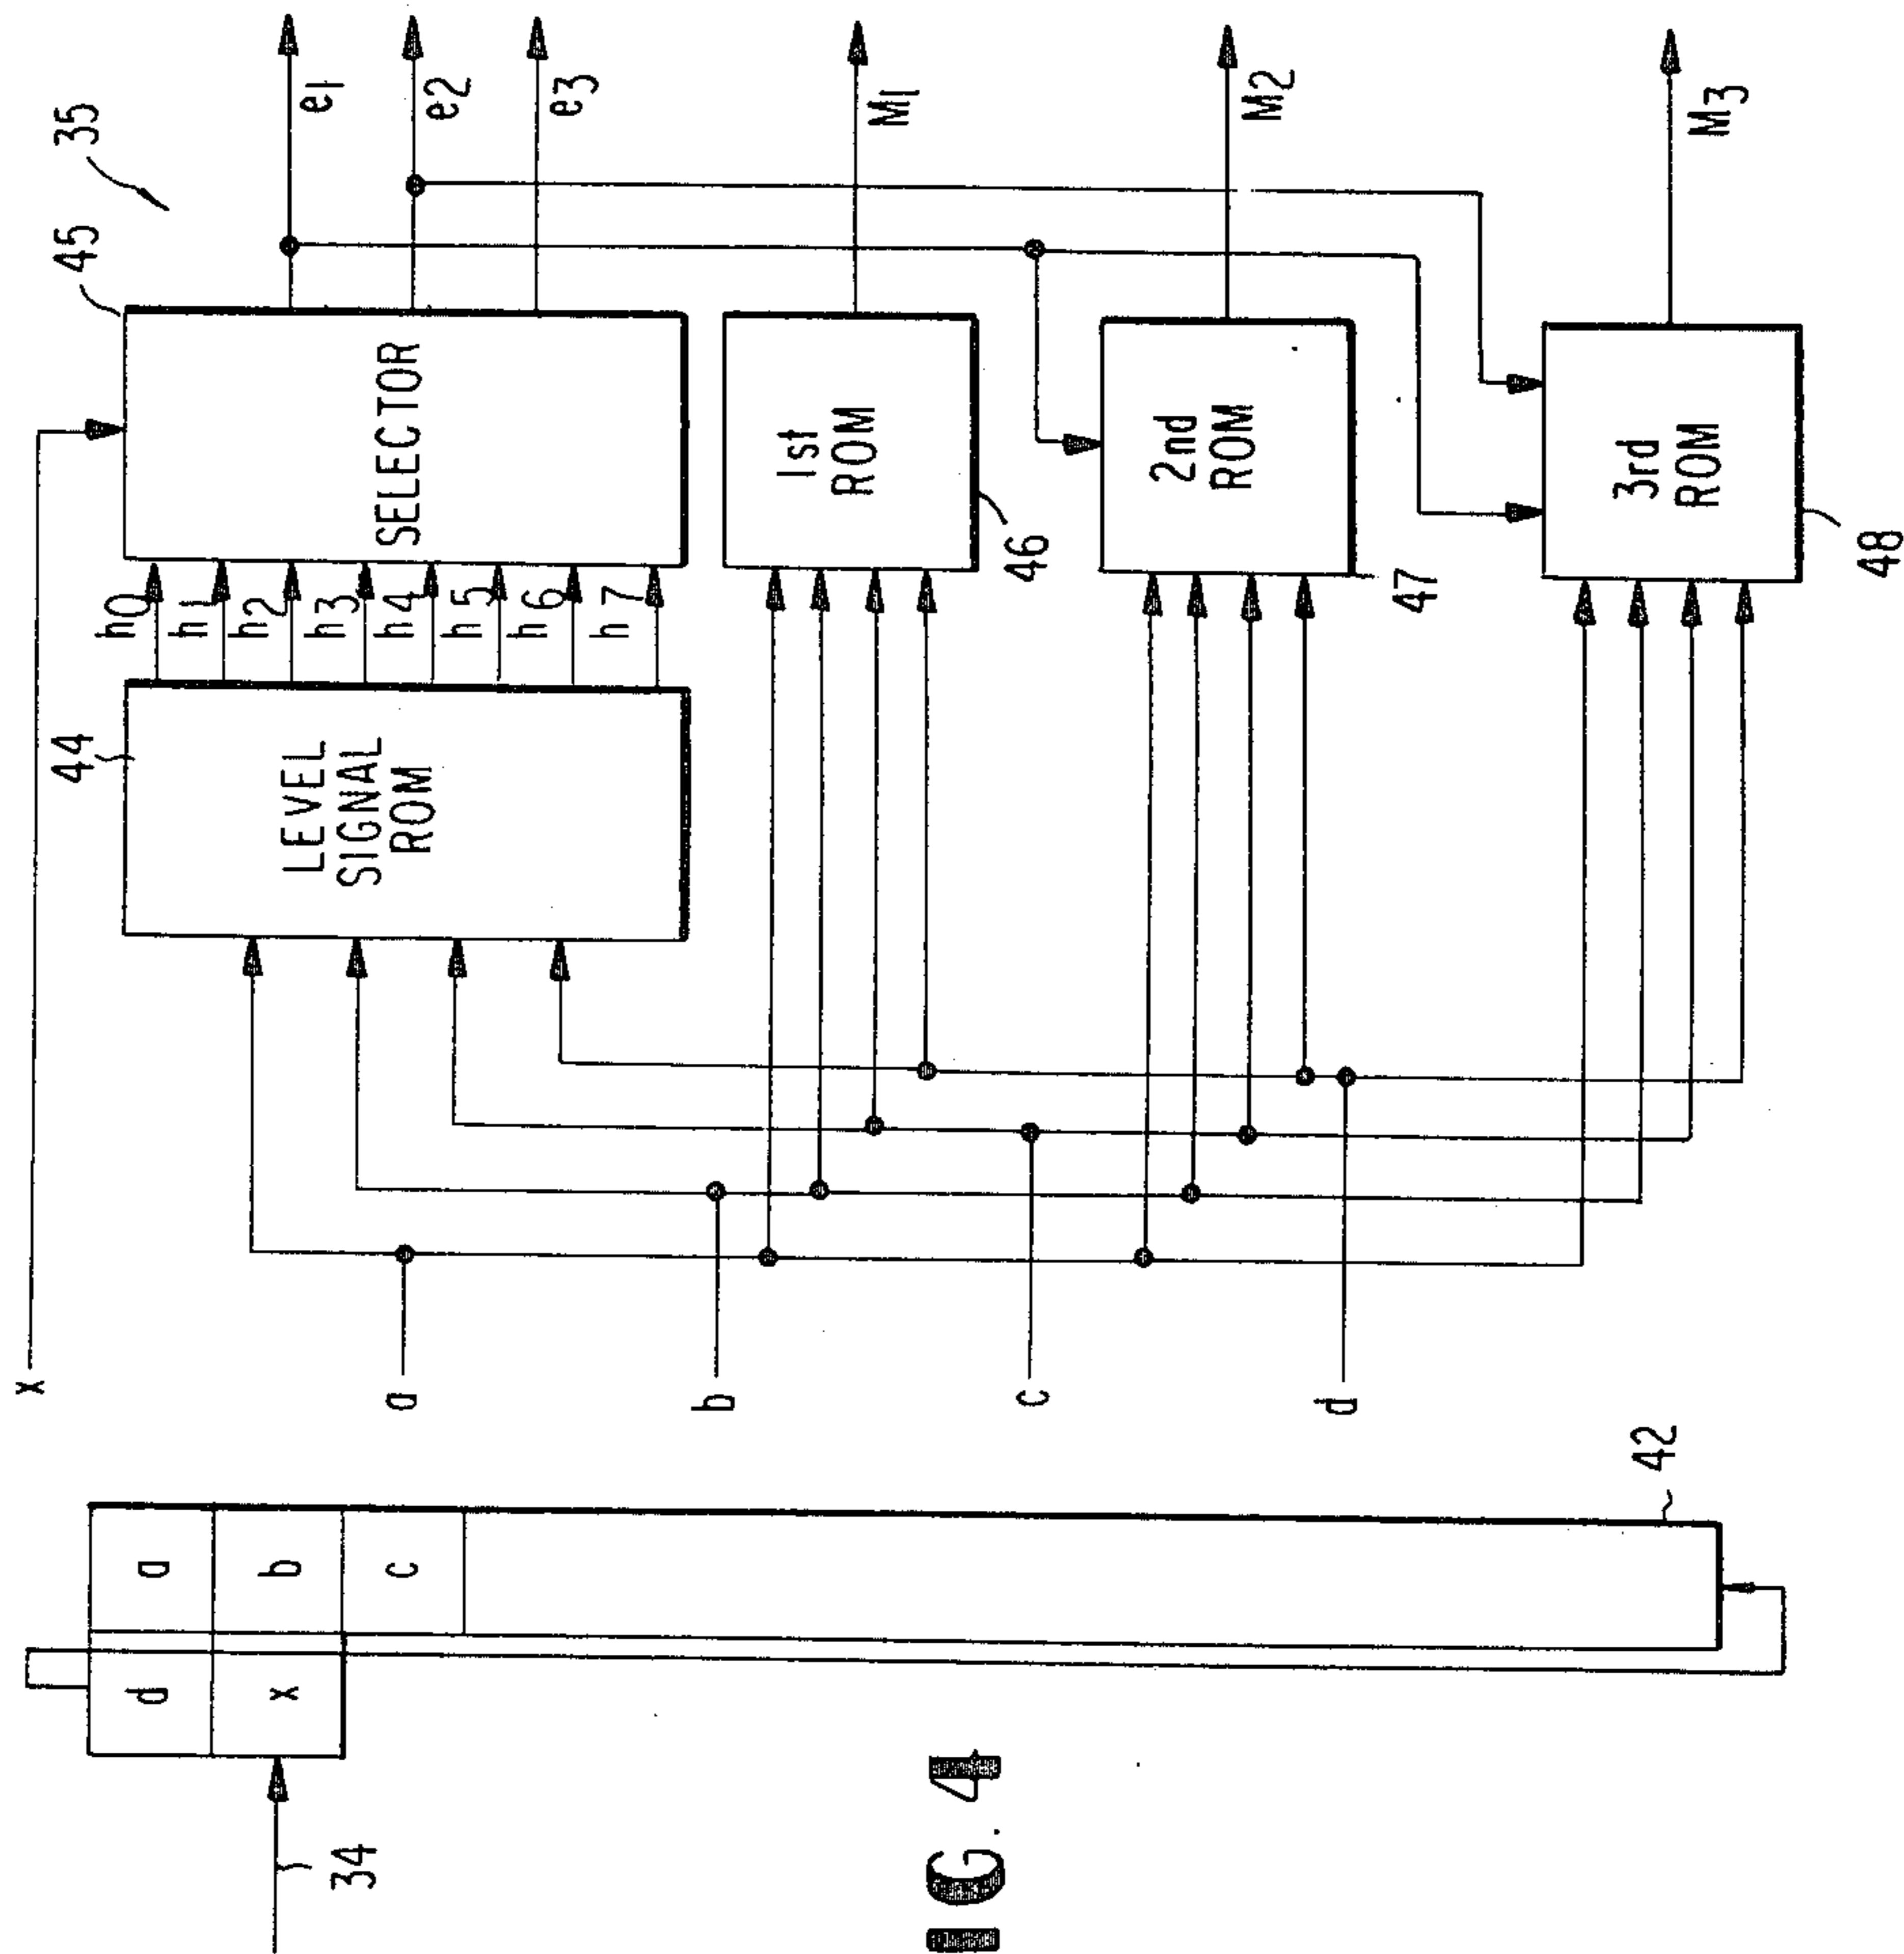 35
x
44
45
LEVEL
SIGNAL
ROM
h0
h1
h2
h3
h4
h5
h6
h7
SELECTOR
e1
e2
e3
a
b
c
d
1st
ROM
46
M1
2nd
ROM
47
M2
3rd
ROM
48
M3
34
d
a
x
b
c
42
FIG. 4